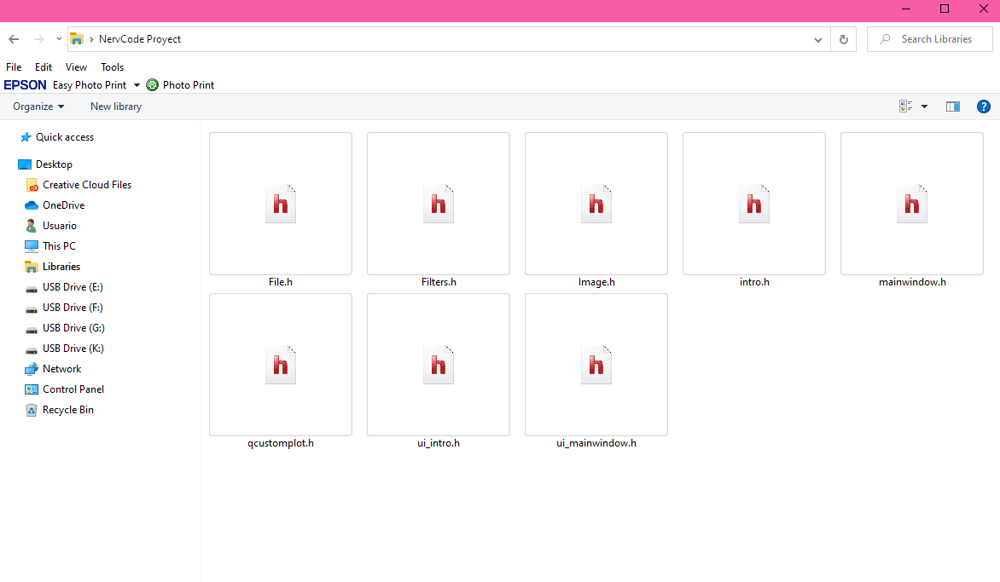 NervCode Proyect
Search Libraries
File Edit View Tools
EPSON Easy Photo Print Photo Print
Organize New library
?
Quick access
Desktop
Creative Cloud Files
OneDrive
Usuario
This PC
Libraries
USB Drive (E:)
USB Drive (F:)
USB Drive (G:)
USB Drive (K:)
Network
Control Panel
Recycle Bin
h h h h h
File.h Filters.h Image.h intro.h mainwindow.h
h h h
qcustomplot.h ui_intro.h ui_mainwindow.h